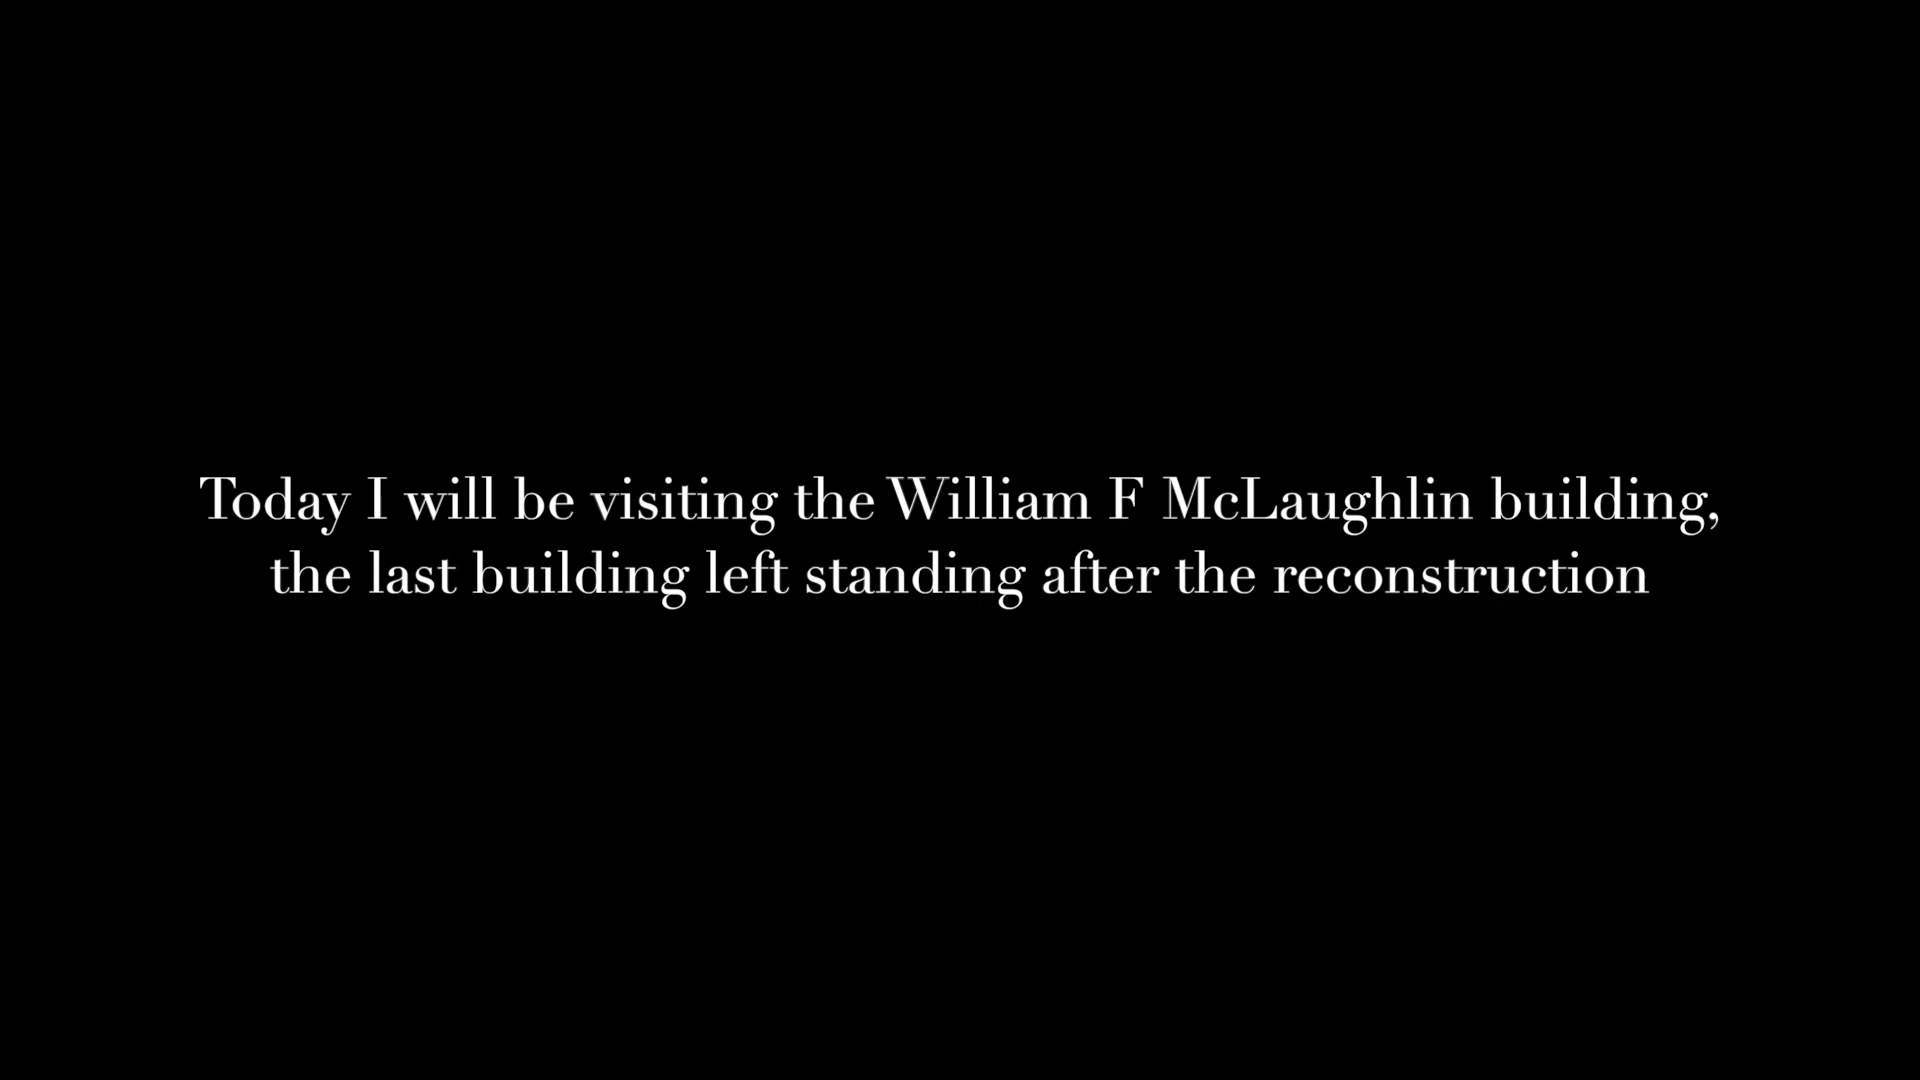 Today I will be visiting the William F McLaughlin building,
the last building left standing after the reconstruction